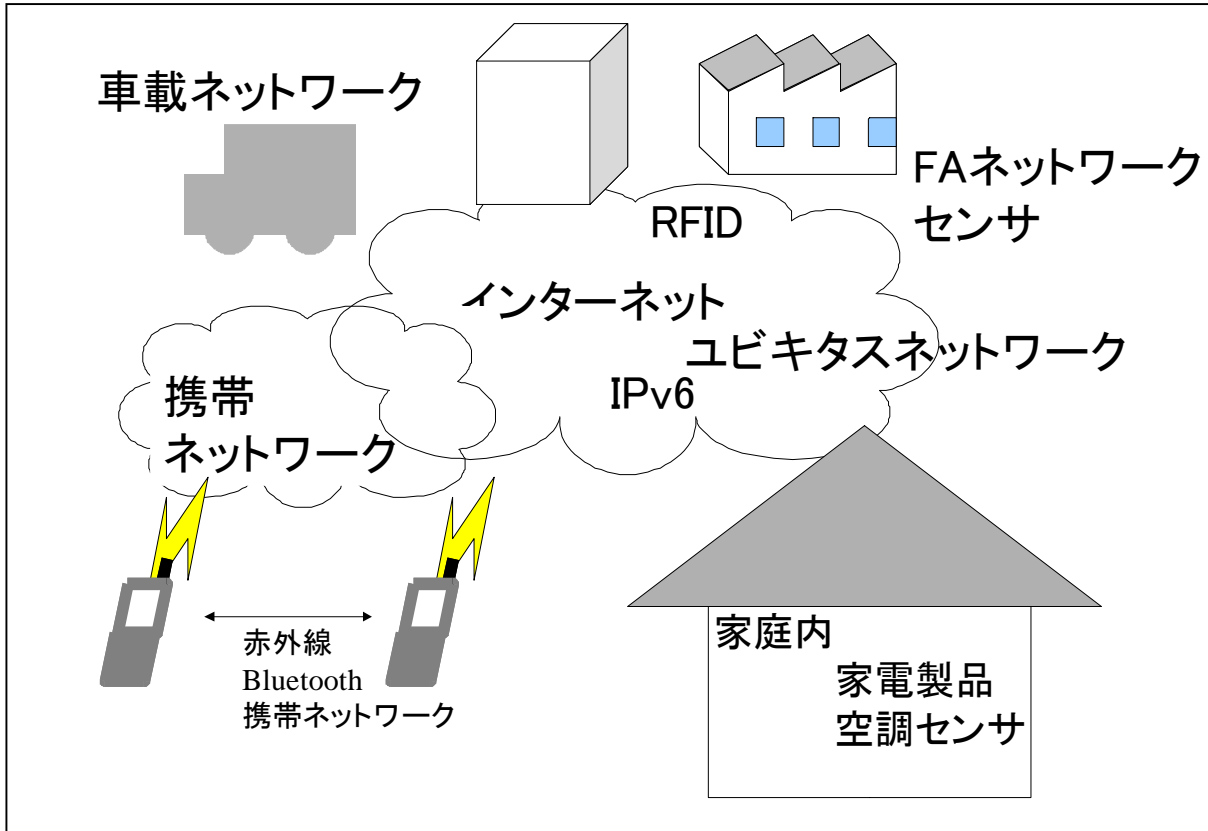 車載ネットワーク
FAネットワーク
センサ
RFID
インターネット
ユビキタスネットワーク
IPv6
携帯
ネットワーク
赤外線
Bluetooth
携帯ネットワーク
家庭内
家電製品
空調センサ